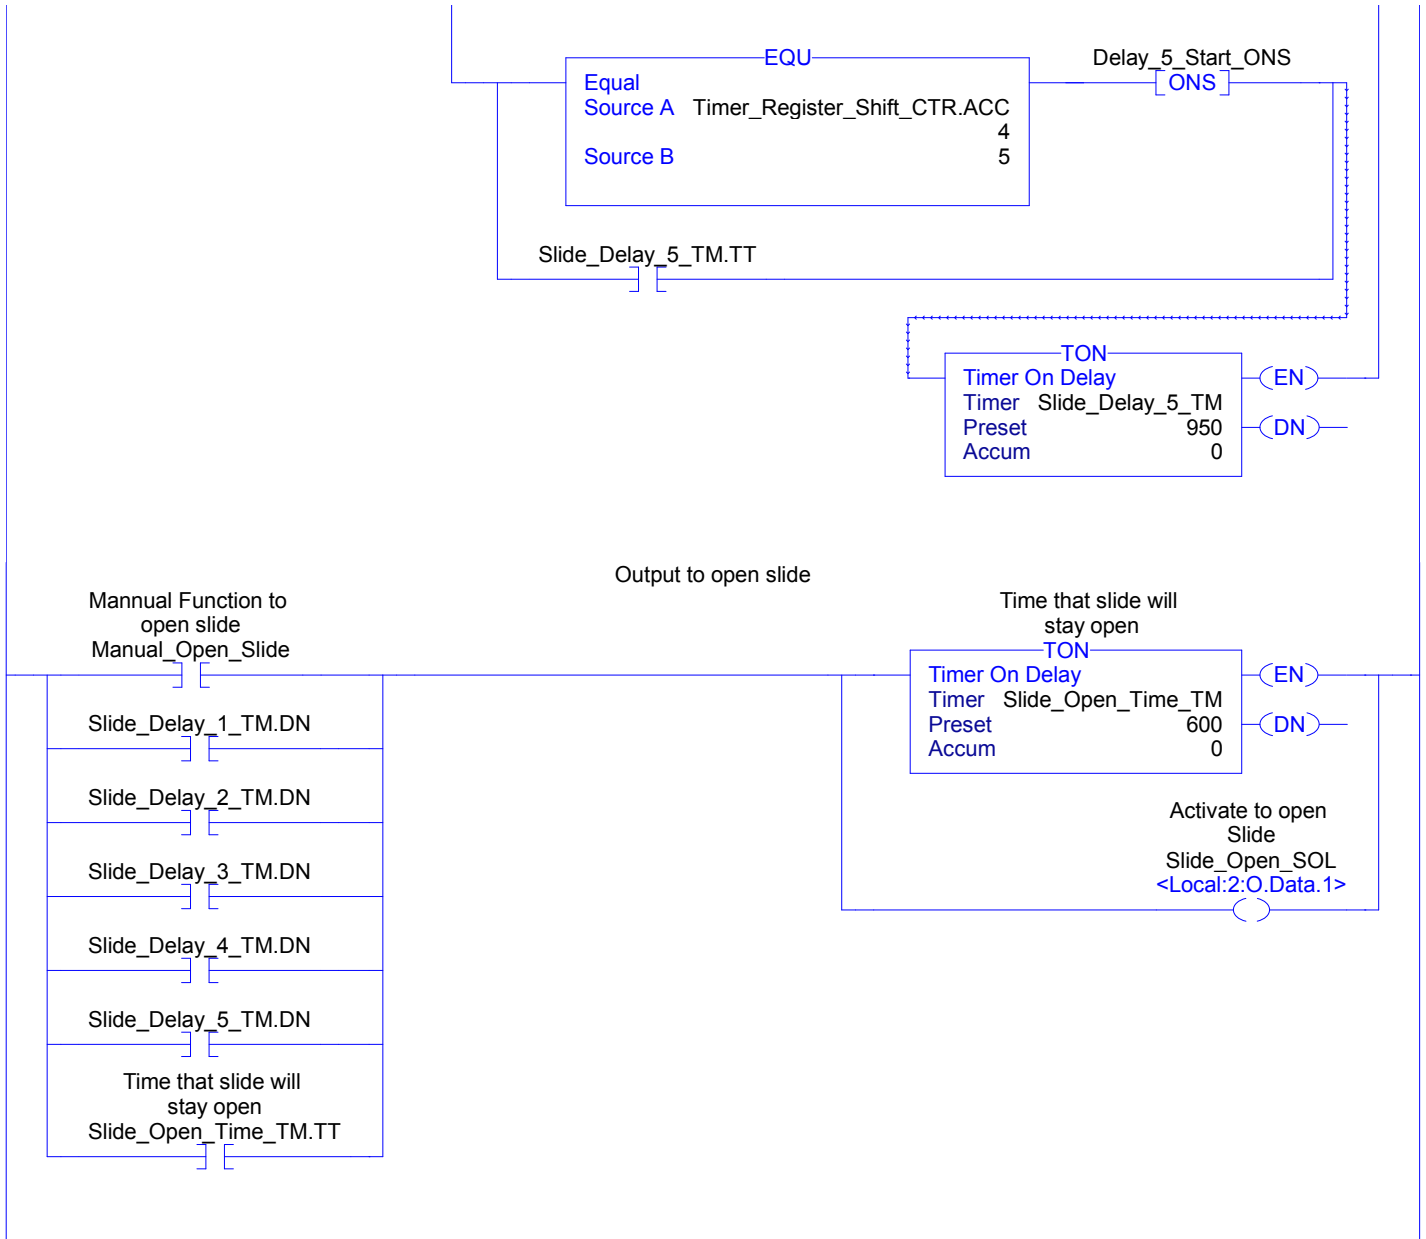 EQU
Equal
Source A Timer_Register_Shift_CTR.ACC
4
Source B 5
Delay_5_Start_ONS
ONS
Slide_Delay_5_TM.TT
TON
Timer On Delay
Timer Slide_Delay_5_TM
Preset 950
Accum 0
EN
DN
Output to open slide
Mannual Function to
open slide
Manual_Open_Slide
Slide_Delay_1_TM.DN
Slide_Delay_2_TM.DN
Slide_Delay_3_TM.DN
Slide_Delay_4_TM.DN
Slide_Delay_5_TM.DN
Time that slide will
stay open
Slide_Open_Time_TM.TT
Time that slide will
stay open
TON
Timer On Delay
Timer Slide_Open_Time_TM
Preset 600
Accum 0
EN
DN
Activate to open
Slide
Slide_Open_SOL
<Local:2:O.Data.1>